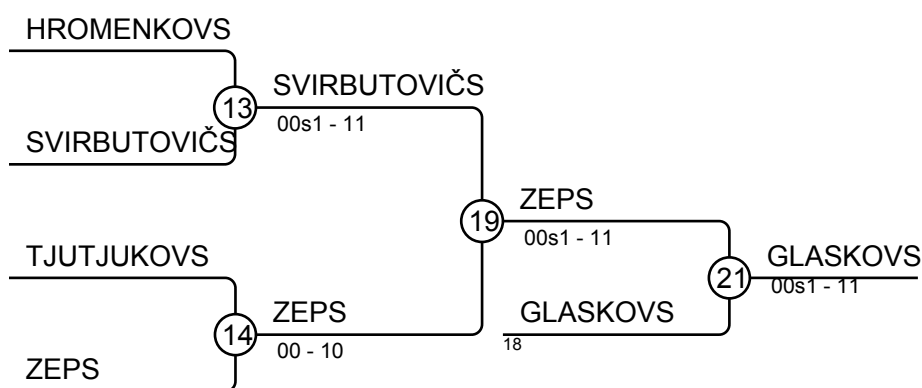 HROMENKOVS
13
SVIRBUTOVIČS
00s1 - 11
SVIRBUTOVIČS
19
ZEPS
00s1 - 11
TJUTJUKOVS
21
GLASKOVS
00s1 - 11
14
ZEPS
00 - 10
GLASKOVS
18
ZEPS